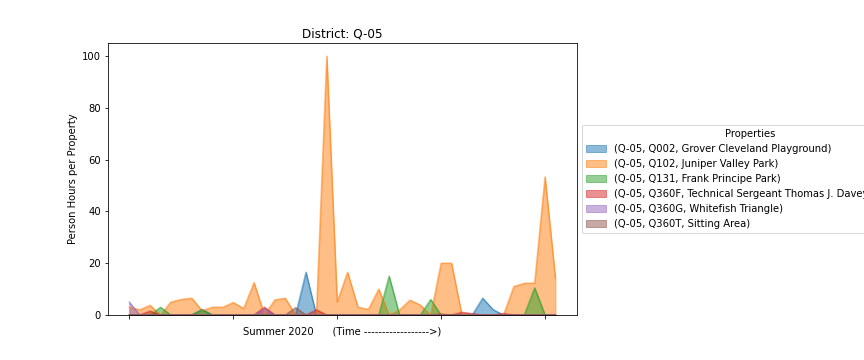 District: Q-05
100
80
60
40
20
0
Person Hours per Property
Summer 2020 (Time ------------------>)
Properties
(Q-05, Q002, Grover Cleveland Playground)
(Q-05, Q102, Juniper Valley Park)
(Q-05, Q131, Frank Principe Park)
(Q-05, Q360F, Technical Sergeant Thomas J. Davey
(Q-05, Q360G, Whitefish Triangle)
(Q-05, Q360T, Sitting Area)